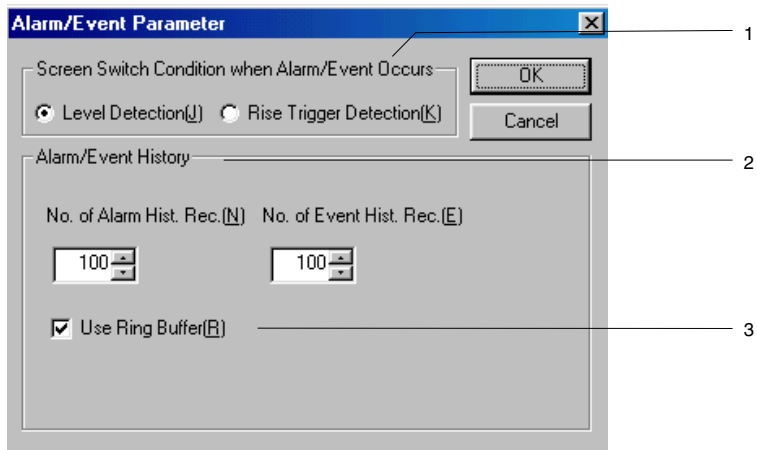 Alarm/Event Parameter
1
Screen Switch Condition when Alarm/Event Occurs
OK
Level Detection(J) Rise Trigger Detection(K)
Cancel
Alarm/Event History
2
No. of Alarm Hist. Rec.(N) No. of Event Hist. Rec.(E)
100 100
Use Ring Buffer(R)
3